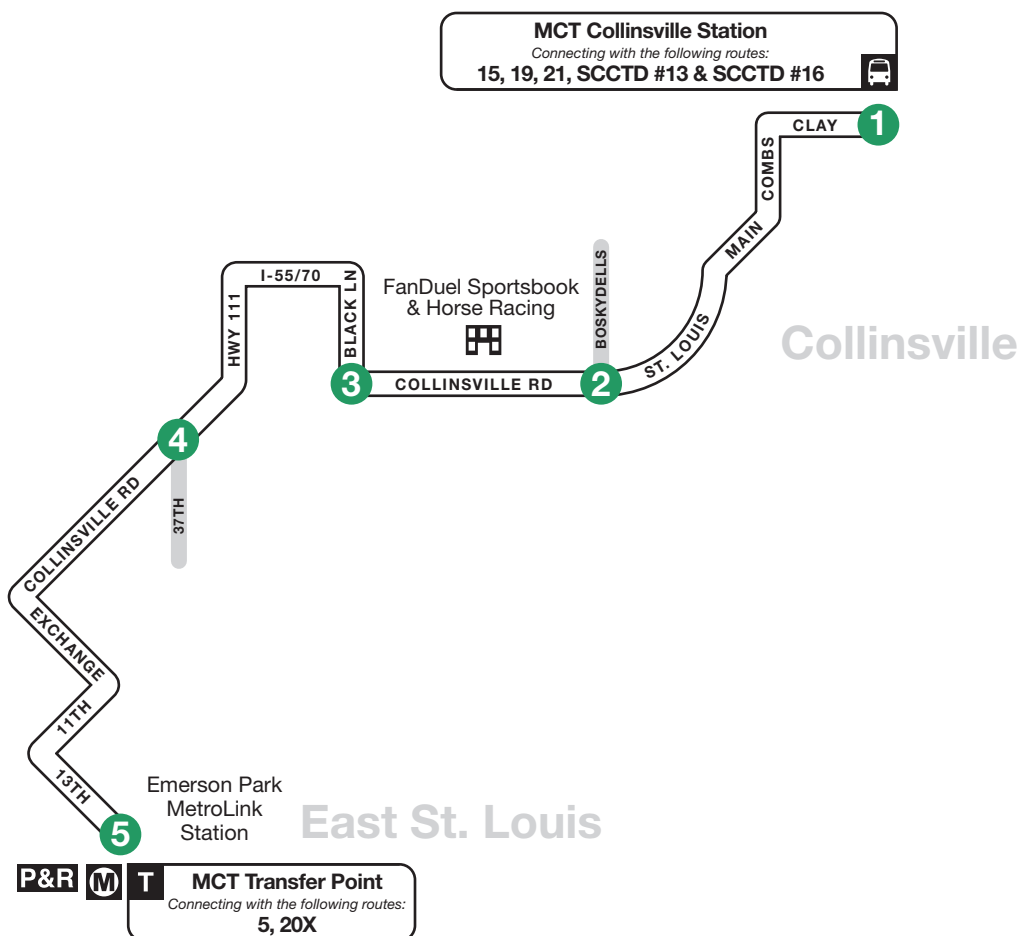 MCT Collinsville Station
Connecting with the following routes:
15, 19, 21, SCCTD #13 & SCCTD #16
CLAY
1
COMBS
MAIN
ST. LOUIS
BOSKYDELLS
2
Collinsville
FanDuel Sportsbook
& Horse Racing
COLLINSVILLE RD
3
BLACK LN
I-55/70
HWY 111
4
37TH
COLLINSVILLE RD
EXCHANGE
11TH
13TH
5
Emerson Park
MetroLink
Station
East St. Louis
P&R
M
T
MCT Transfer Point
Connecting with the following routes:
5, 20X